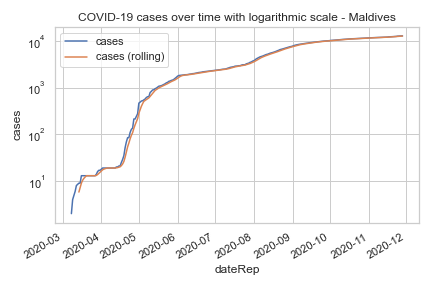 COVID-19 cases over time with logarithmic scale - Maldives
cases
cases (rolling)
10^4
10^3
10^2
10^1
cases
2020-03
2020-04
2020-05
2020-06
2020-07
2020-08
2020-09
2020-10
2020-11
2020-12
dateRep